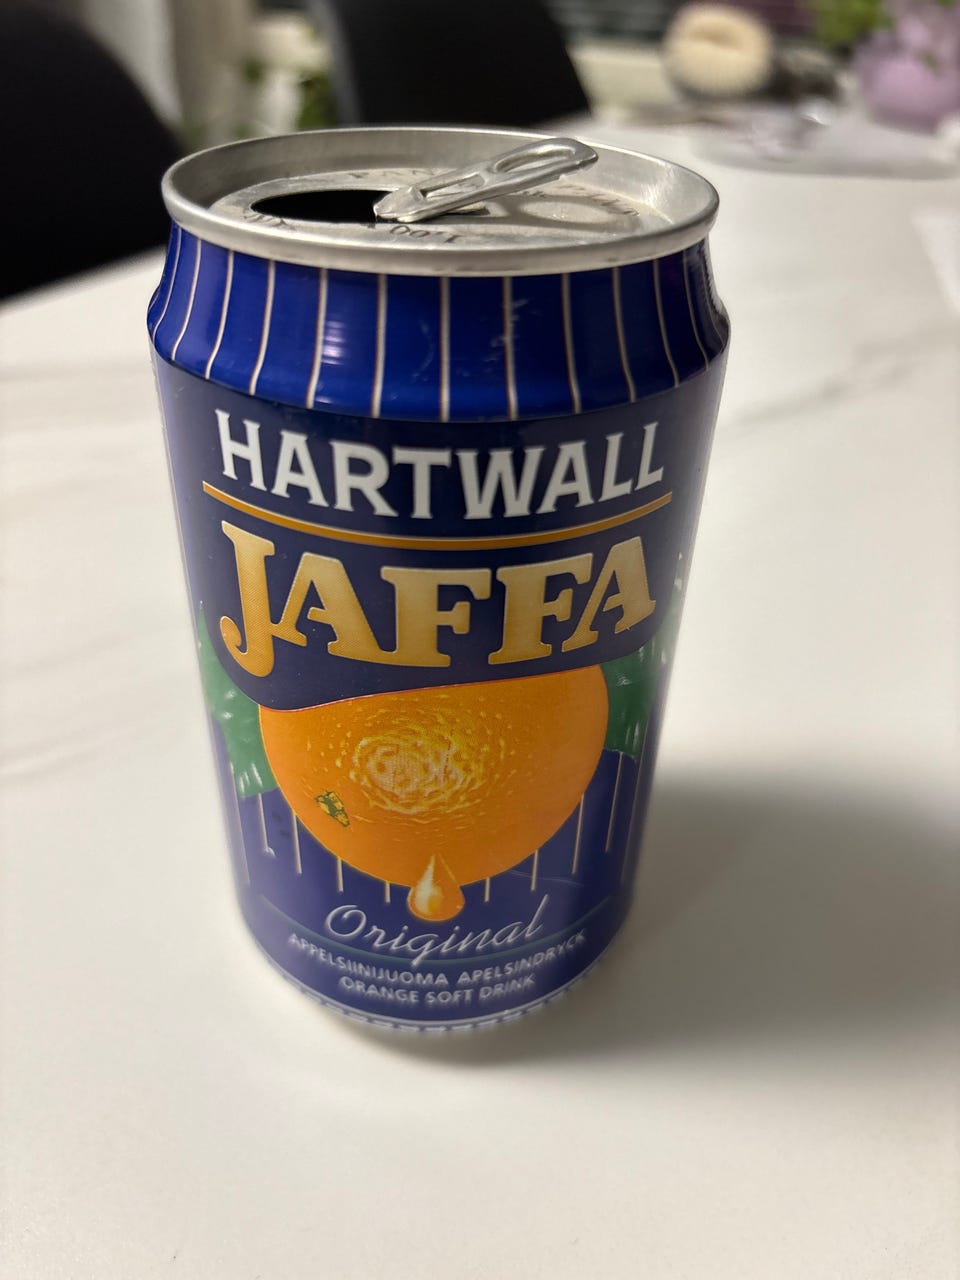 HARTWALL
JAFFA
Original
APPELSIINIJUOMA APELSINDRYCK
ORANGE SOFT DRINK